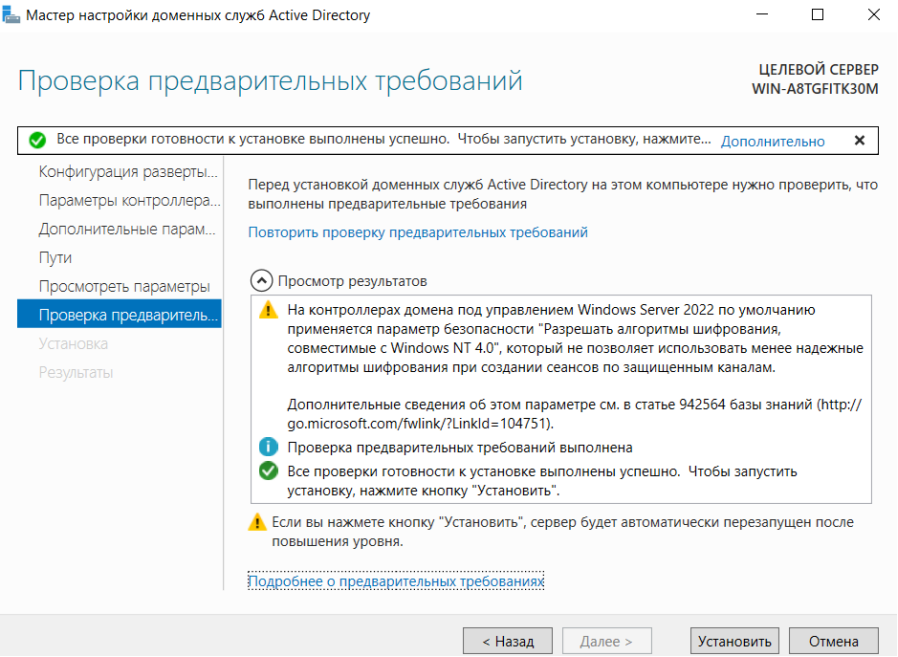 Мастер настройки доменных служб Active Directory
Проверка предварительных требований
ЦЕЛЕВОЙ СЕРВЕР
WIN-A8TGFITK30M
Все проверки готовности к установке выполнены успешно. Чтобы запустить установку, нажмите... Дополнительно
Конфигурация разверты...
Параметры контроллера...
Дополнительные парам...
Пути
Просмотреть параметры
Проверка предваритель...
Установка
Результаты
Перед установкой доменных служб Active Directory на этом компьютере нужно проверить, что
выполнены предварительные требования
Повторить проверку предварительных требований
Просмотр результатов
На контроллерах домена под управлением Windows Server 2022 по умолчанию
применяется параметр безопасности "Разрешать алгоритмы шифрования,
совместимые с Windows NT 4.0", который не позволяет использовать менее надежные
алгоритмы шифрования при создании сеансов по защищенным каналам.
Дополнительные сведения об этом параметре см. в статье 942564 базы знаний (http://
go.microsoft.com/fwlink/?LinkId=104751).
Проверка предварительных требований выполнена
Все проверки готовности к установке выполнены успешно. Чтобы запустить
установку, нажмите кнопку "Установить".
Если вы нажмете кнопку "Установить", сервер будет автоматически перезапущен после
повышения уровня.
Подробнее о предварительных требованиях
< Назад
Далее >
Установить
Отмена